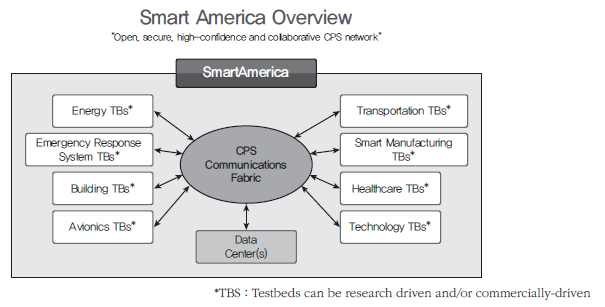 Smart America Overview
"Open, secure, high-confidence and collaborative CPS network"
SmartAmerica
Energy TBs*
Emergency Response
System TBs*
Building TBs*
Avionics TBs*
CPS
Communications
Fabric
Data
Center(s)
Transportation TBs*
Smart Manufacturing
TBs*
Healthcare TBs*
Technology TBs*
*TBS : Testbeds can be research driven and/or commercially-driven